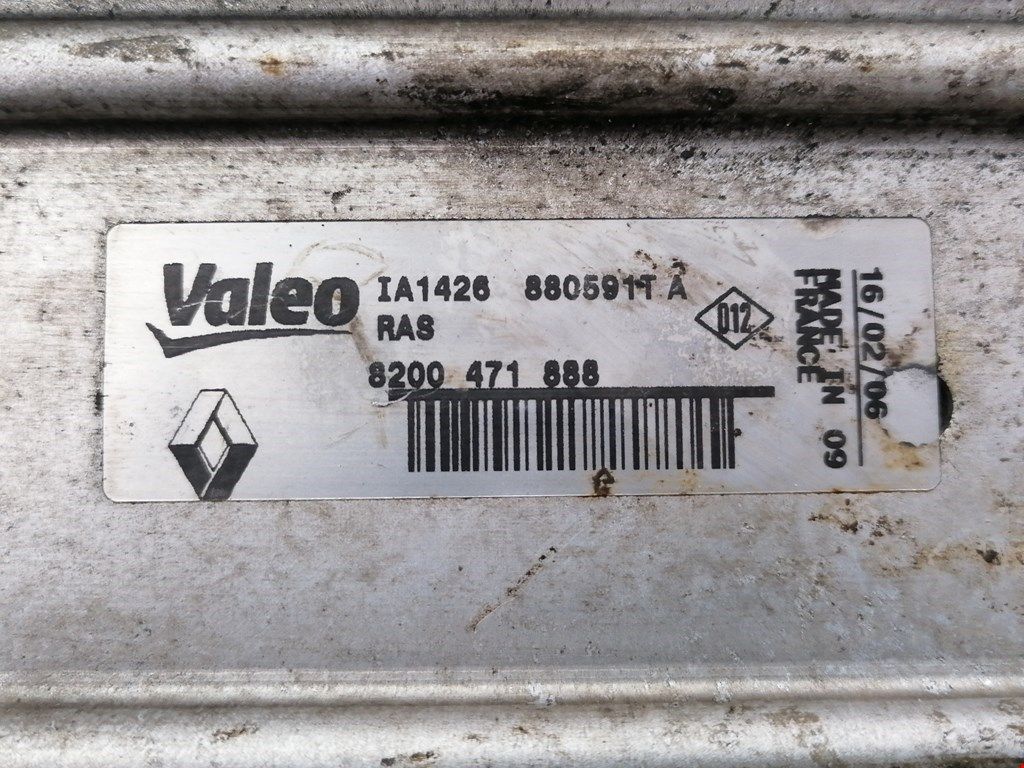 Valeo IA1426 880591T A
RAS
8200 471 888
D12
MADE IN
FRANCE
09
16/02/06